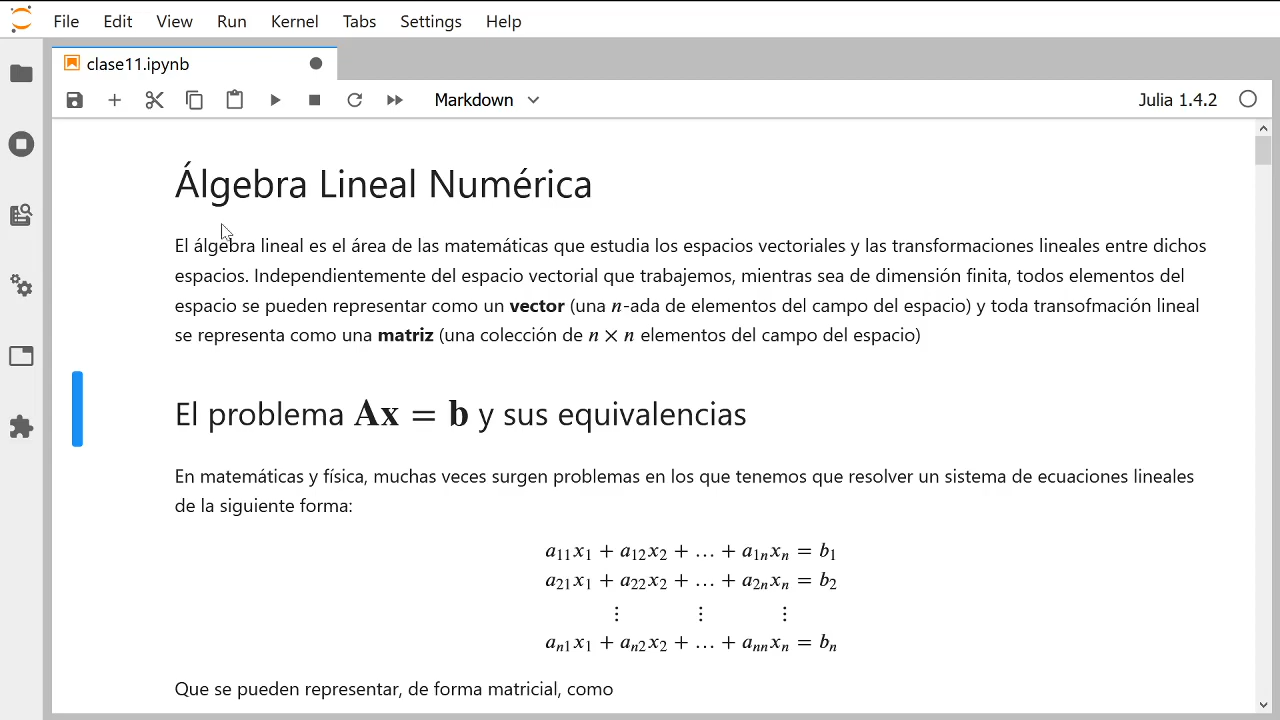 File Edit View Run Kernel Tabs Settings Help
clase11.ipynb
Markdown
Julia 1.4.2
Álgebra Lineal Numérica
El álgebra lineal es el área de las matemáticas que estudia los espacios vectoriales y las transformaciones lineales entre dichos
espacios. Independientemente del espacio vectorial que trabajemos, mientras sea de dimensión finita, todos elementos del
espacio se pueden representar como un vector (una n-ada de elementos del campo del espacio) y toda transofmación lineal
se representa como una matriz (una colección de n × n elementos del campo del espacio)
El problema Ax = b y sus equivalencias
En matemáticas y física, muchas veces surgen problemas en los que tenemos que resolver un sistema de ecuaciones lineales
de la siguiente forma:
a₁₁x₁ + a₁₂x₂ + … + a₁ₙxₙ = b₁
a₂₁x₁ + a₂₂x₂ + … + a₂ₙxₙ = b₂
⋮ ⋮ ⋮
aₙ₁x₁ + aₙ₂x₂ + … + aₙₙxₙ = bₙ
Que se pueden representar, de forma matricial, como